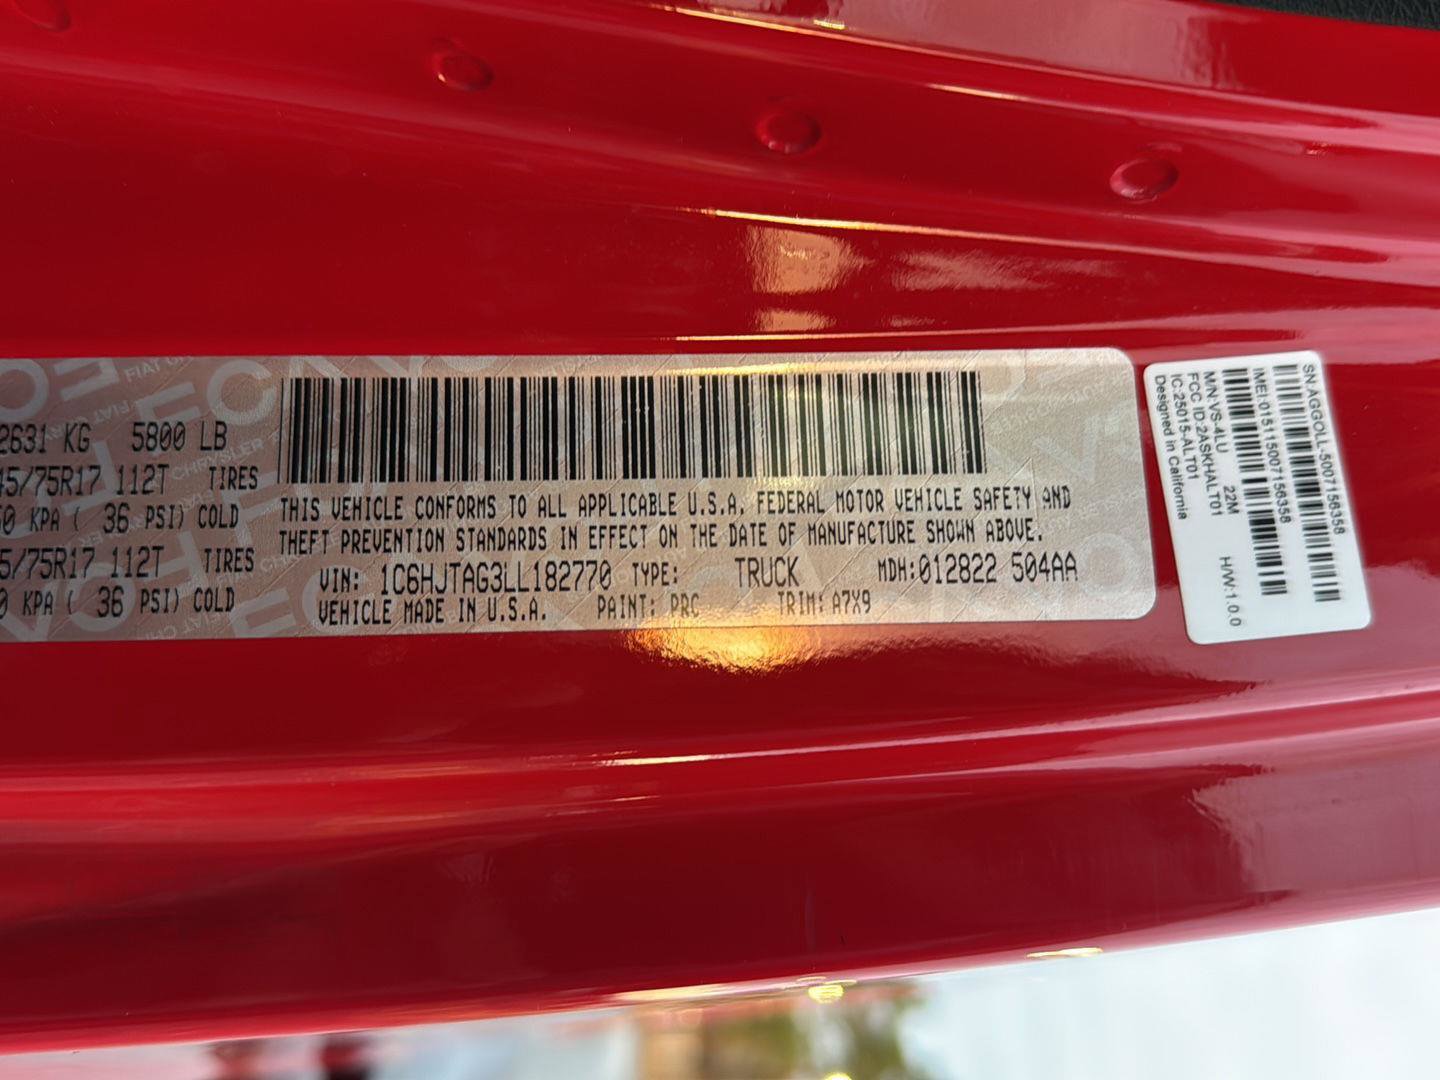 2631 KG 5800 LB
45/75R17 112T TIRES
50 KPA ( 36 PSI) COLD
5/75R17 112T TIRES
0 KPA ( 36 PSI) COLD
THIS VEHICLE CONFORMS TO ALL APPLICABLE U.S.A. FEDERAL MOTOR VEHICLE SAFETY AND
THEFT PREVENTION STANDARDS IN EFFECT ON THE DATE OF MANUFACTURE SHOWN ABOVE.
VIN: 1C6HJTAG3LL182770 TYPE: TRUCK MDH:012822 504AA
VEHICLE MADE IN U.S.A. PAINT: PRC TRIM: A7X9
SN:AGGOLL-5007156358
IMEI:015115007156358
M/N:VS-4LU 22M H/W:1.0.0
FCC ID:2ASKHALT01
IC:25015-ALT01
Designed in California